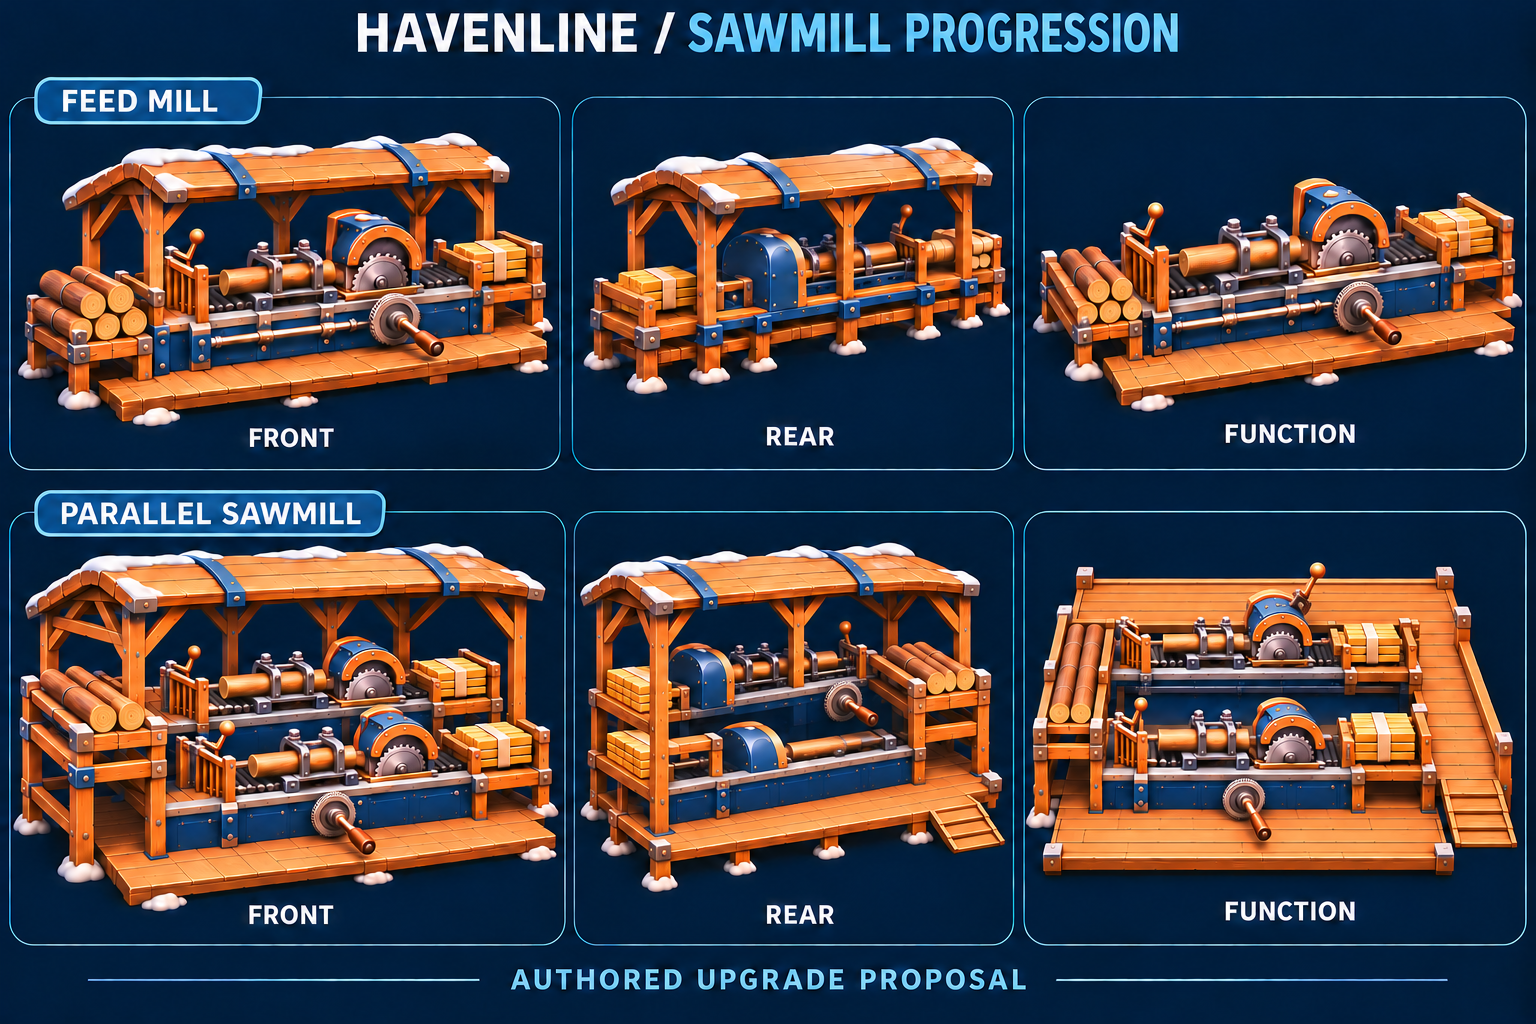 HAVENLINE / SAWMILL PROGRESSION
FEED MILL
FRONT
REAR
FUNCTION
PARALLEL SAWMILL
FRONT
REAR
FUNCTION
AUTHORED UPGRADE PROPOSAL